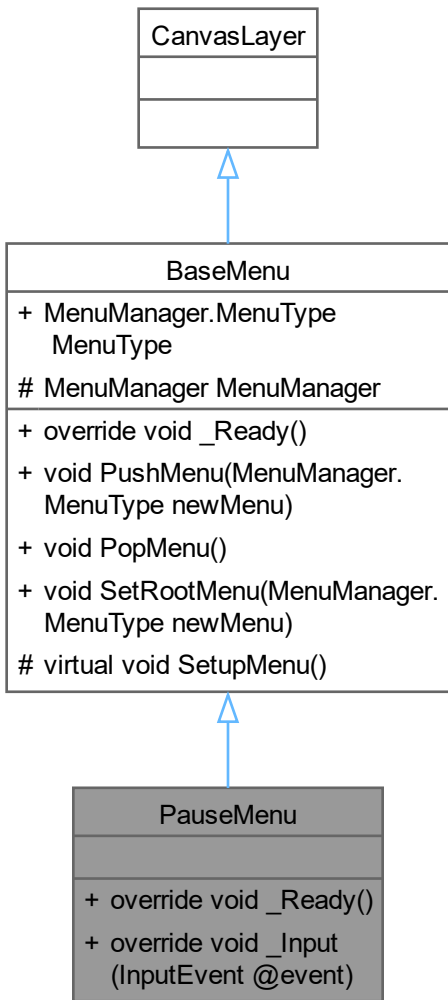 CanvasLayer
BaseMenu
+ MenuManager.MenuType
MenuType
# MenuManager MenuManager
+ override void _Ready()
+ void PushMenu(MenuManager.
MenuType newMenu)
+ void PopMenu()
+ void SetRootMenu(MenuManager.
MenuType newMenu)
# virtual void SetupMenu()
PauseMenu
+ override void _Ready()
+ override void _Input
(InputEvent @event)